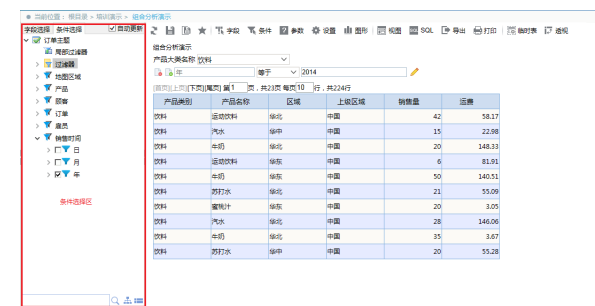 当前位置： 根目录 » 培训演示 » 组合分析演示
字段选择 条件选择 自动更新
字段 条件 参数 设置 图形 视图 SQL 导出 打印 临时表 透视
订单主题
局部过滤器
过滤器
地图区域
产品
顾客
订单
雇员
销售时间
日
月
年
条件选择区
组合分析演示
产品大类名称 饮料
年 等于 2014
[首页][上页][下页][尾页] 第 1 页 , 共23页 每页 10 行 , 共224行
产品类别 产品名称 区域 上级区域 销售量 运费
饮料 运动饮料 华北 中国 42 58.17
饮料 汽水 华中 中国 15 22.98
饮料 牛奶 华北 中国 20 148.33
饮料 运动饮料 华东 中国 6 81.91
饮料 牛奶 华东 中国 50 140.51
饮料 苏打水 华北 中国 21 55.09
饮料 蜜桃汁 华东 中国 20 3.05
饮料 汽水 华北 中国 28 146.06
饮料 牛奶 华北 中国 35 3.67
饮料 苏打水 华中 中国 20 55.28